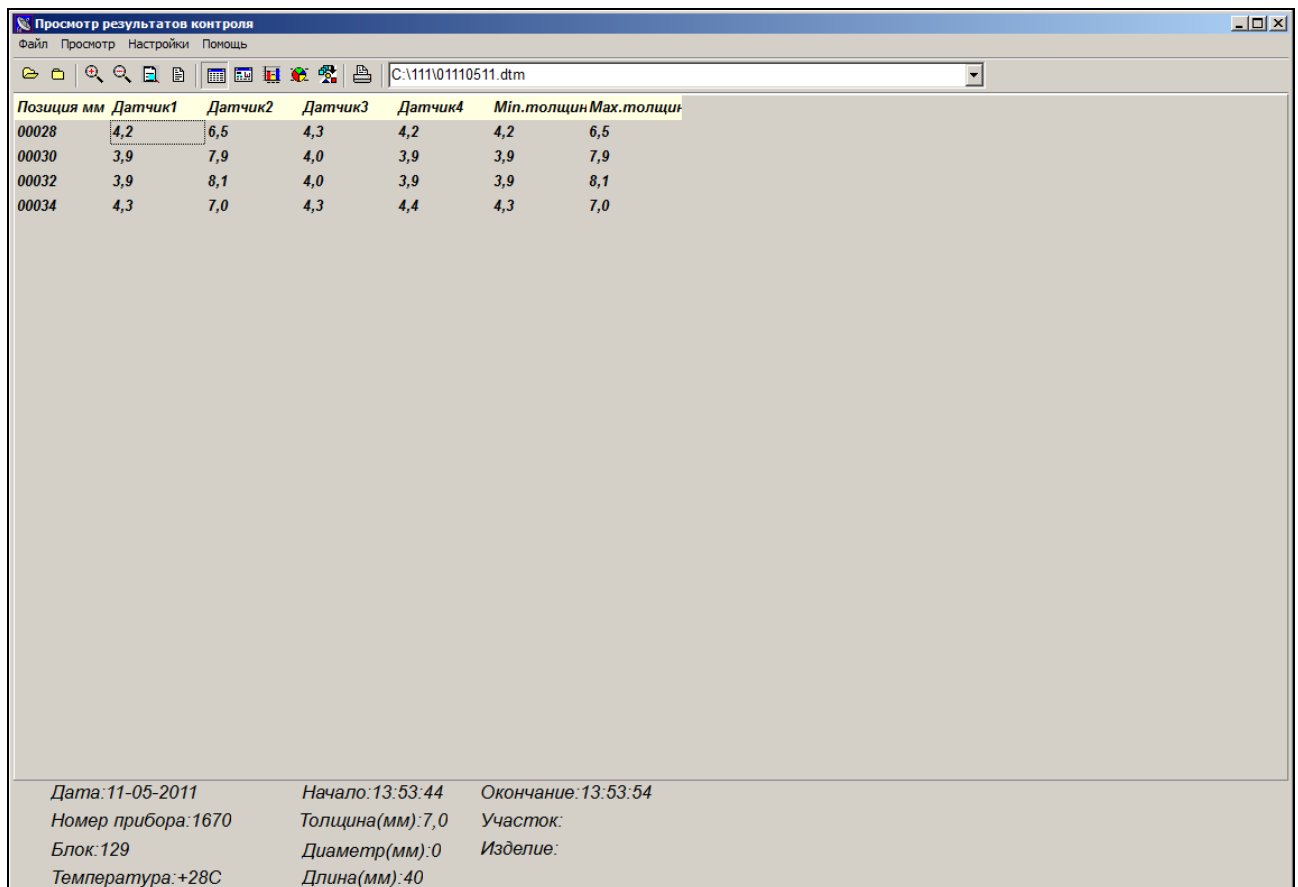 Просмотр результатов контроля
Файл Просмотр Настройки Помощь
C:\111\01110511.dtm
Позиция мм Датчик1 Датчик2 Датчик3 Датчик4 Min.толщин Max.толщин
00028 4,2 6,5 4,3 4,2 4,2 6,5
00030 3,9 7,9 4,0 3,9 3,9 7,9
00032 3,9 8,1 4,0 3,9 3,9 8,1
00034 4,3 7,0 4,3 4,4 4,3 7,0
Дата:11-05-2011 Начало:13:53:44 Окончание:13:53:54
Номер прибора:1670 Толщина(мм):7,0 Участок:
Блок:129 Диаметр(мм):0 Изделие:
Температура:+28C Длина(мм):40